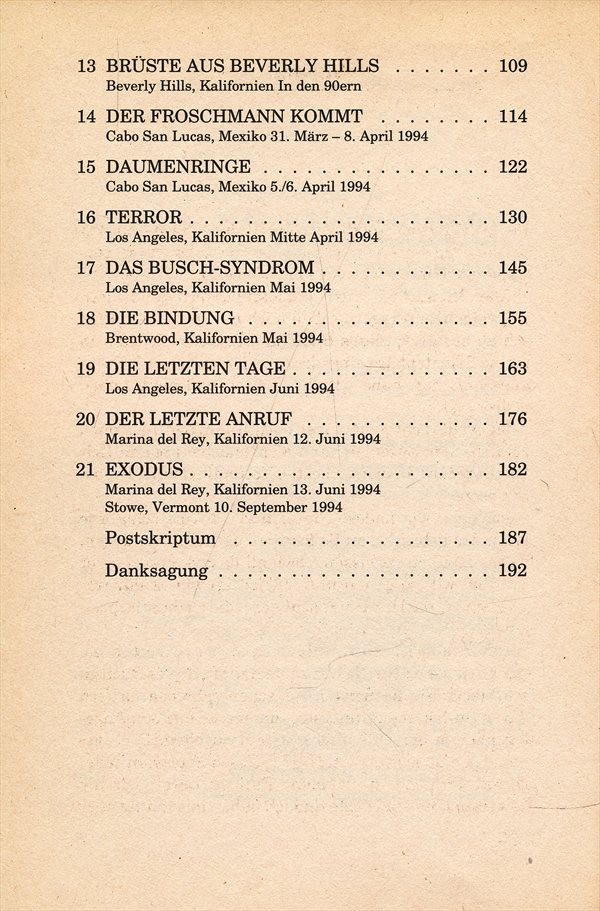 13 BRÜSTE AUS BEVERLY HILLS . . . . . . . 109
Beverly Hills, Kalifornien In den 90ern
14 DER FROSCHMANN KOMMT . . . . . . . . 114
Cabo San Lucas, Mexiko 31. März – 8. April 1994
15 DAUMENRINGE . . . . . . . . . . . . . . . . 122
Cabo San Lucas, Mexiko 5./6. April 1994
16 TERROR . . . . . . . . . . . . . . . . . . . . . 130
Los Angeles, Kalifornien Mitte April 1994
17 DAS BUSCH-SYNDROM . . . . . . . . . . . . 145
Los Angeles, Kalifornien Mai 1994
18 DIE BINDUNG . . . . . . . . . . . . . . . . . 155
Brentwood, Kalifornien Mai 1994
19 DIE LETZTEN TAGE . . . . . . . . . . . . . . 163
Los Angeles, Kalifornien Juni 1994
20 DER LETZTE ANRUF . . . . . . . . . . . . . 176
Marina del Rey, Kalifornien 12. Juni 1994
21 EXODUS . . . . . . . . . . . . . . . . . . . . . 182
Marina del Rey, Kalifornien 13. Juni 1994
Stowe, Vermont 10. September 1994
Postskriptum . . . . . . . . . . . . . . . . . . 187
Danksagung . . . . . . . . . . . . . . . . . . . 192